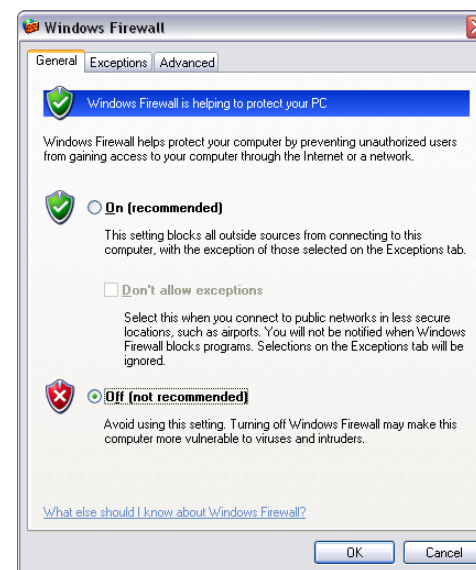 Windows Firewall
General Exceptions Advanced
Windows Firewall is helping to protect your PC
Windows Firewall helps protect your computer by preventing unauthorized users
from gaining access to your computer through the Internet or a network.
On (recommended)
This setting blocks all outside sources from connecting to this
computer, with the exception of those selected on the Exceptions tab.
Don't allow exceptions
Select this when you connect to public networks in less secure
locations, such as airports. You will not be notified when Windows
Firewall blocks programs. Selections on the Exceptions tab will be
ignored.
Off (not recommended)
Avoid using this setting. Turning off Windows Firewall may make this
computer more vulnerable to viruses and intruders.
What else should I know about Windows Firewall?
OK Cancel